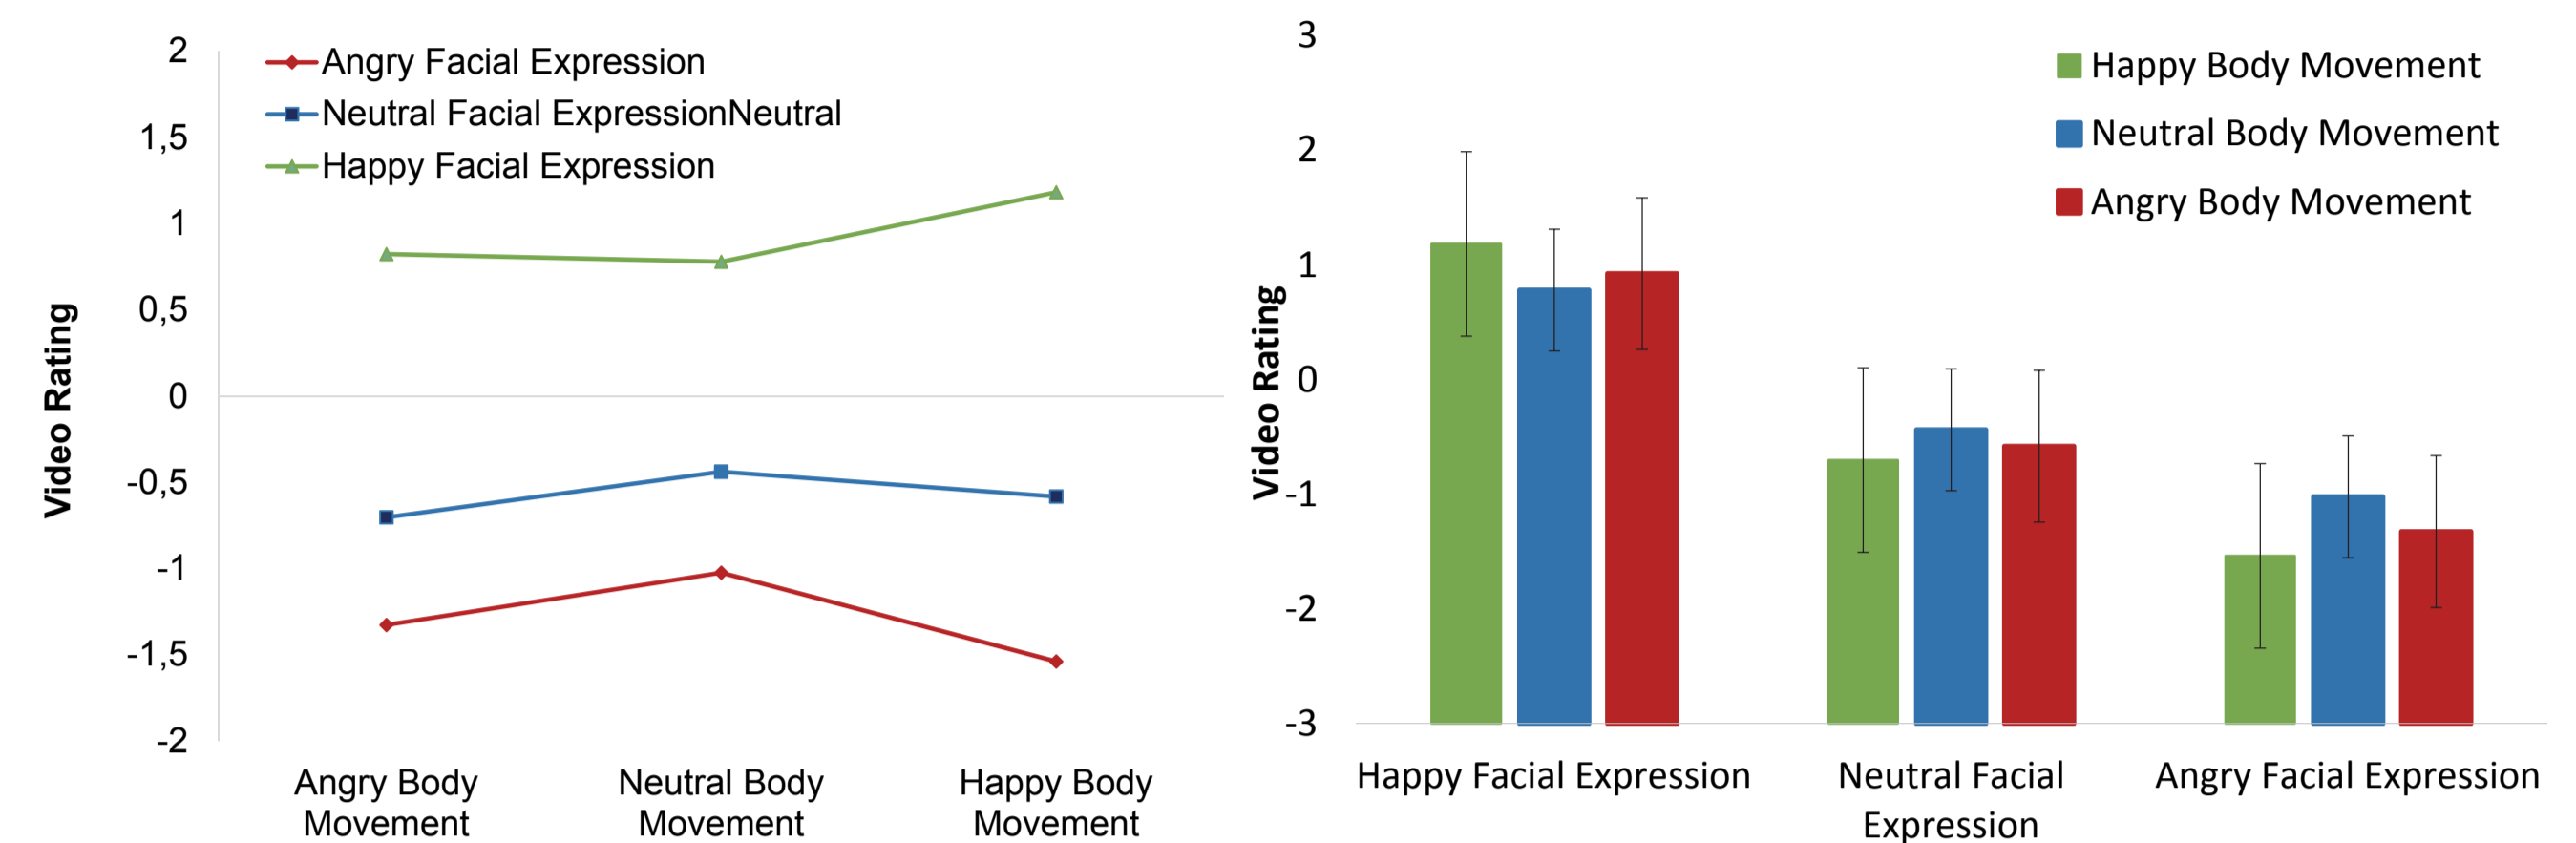 2
1,5
1
0,5
0
-0,5
-1
-1,5
-2
Video Rating
Angry Facial Expression
Neutral Facial ExpressionNeutral
Happy Facial Expression
Angry Body
Movement
Neutral Body
Movement
Happy Body
Movement
3
2
1
0
-1
-2
-3
Video Rating
Happy Body Movement
Neutral Body Movement
Angry Body Movement
Happy Facial Expression
Neutral Facial
Expression
Angry Facial Expression